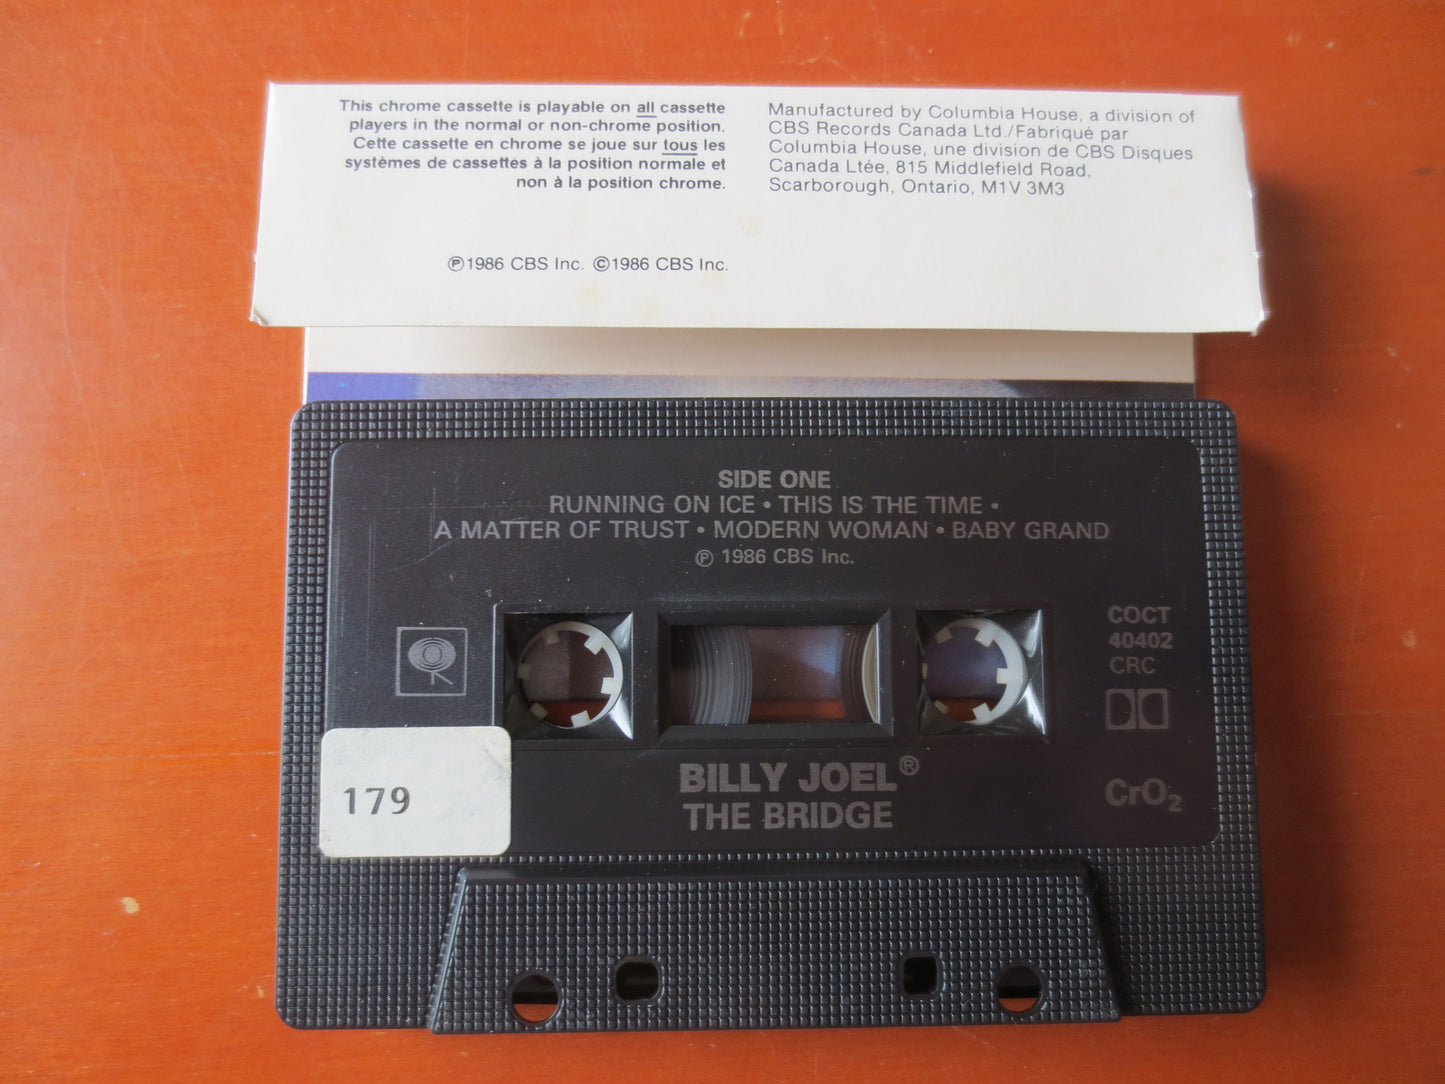 This chrome cassette is playable on all cassette
players in the normal or non-chrome position.
Cette cassette en chrome se joue sur tous les
systèmes de cassettes à la position normale et
non à la position chrome.
℗1986 CBS Inc. ©1986 CBS Inc.
Manufactured by Columbia House, a division of
CBS Records Canada Ltd./Fabriqué par
Columbia House, une division de CBS Disques
Canada Ltée, 815 Middlefield Road,
Scarborough, Ontario, M1V 3M3
SIDE ONE
RUNNING ON ICE • THIS IS THE TIME •
A MATTER OF TRUST • MODERN WOMAN • BABY GRAND
℗ 1986 CBS Inc.
COCT
40402
CRC
179
BILLY JOEL®
THE BRIDGE
CrO₂